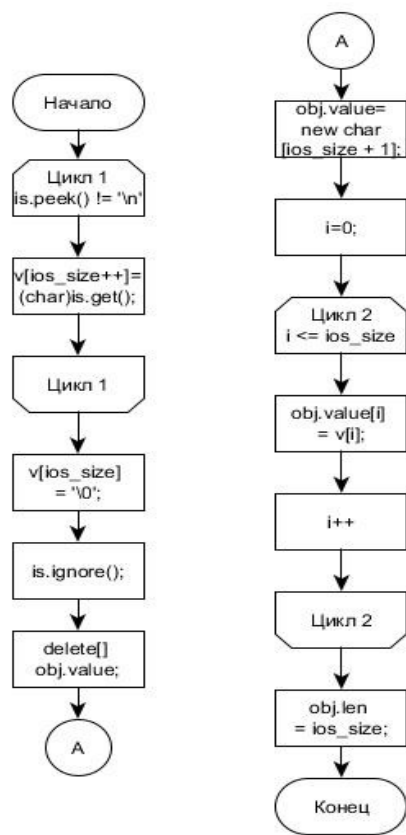 Начало
Цикл 1
is.peek() != '\n'
v[ios_size++]=
(char)is.get();
Цикл 1
v[ios_size]
= '\0';
is.ignore();
delete[]
obj.value;
A
A
obj.value=
new char
[ios_size + 1];
i=0;
Цикл 2
i <= ios_size
obj.value[i]
= v[i];
i++
Цикл 2
obj.len
= ios_size;
Конец